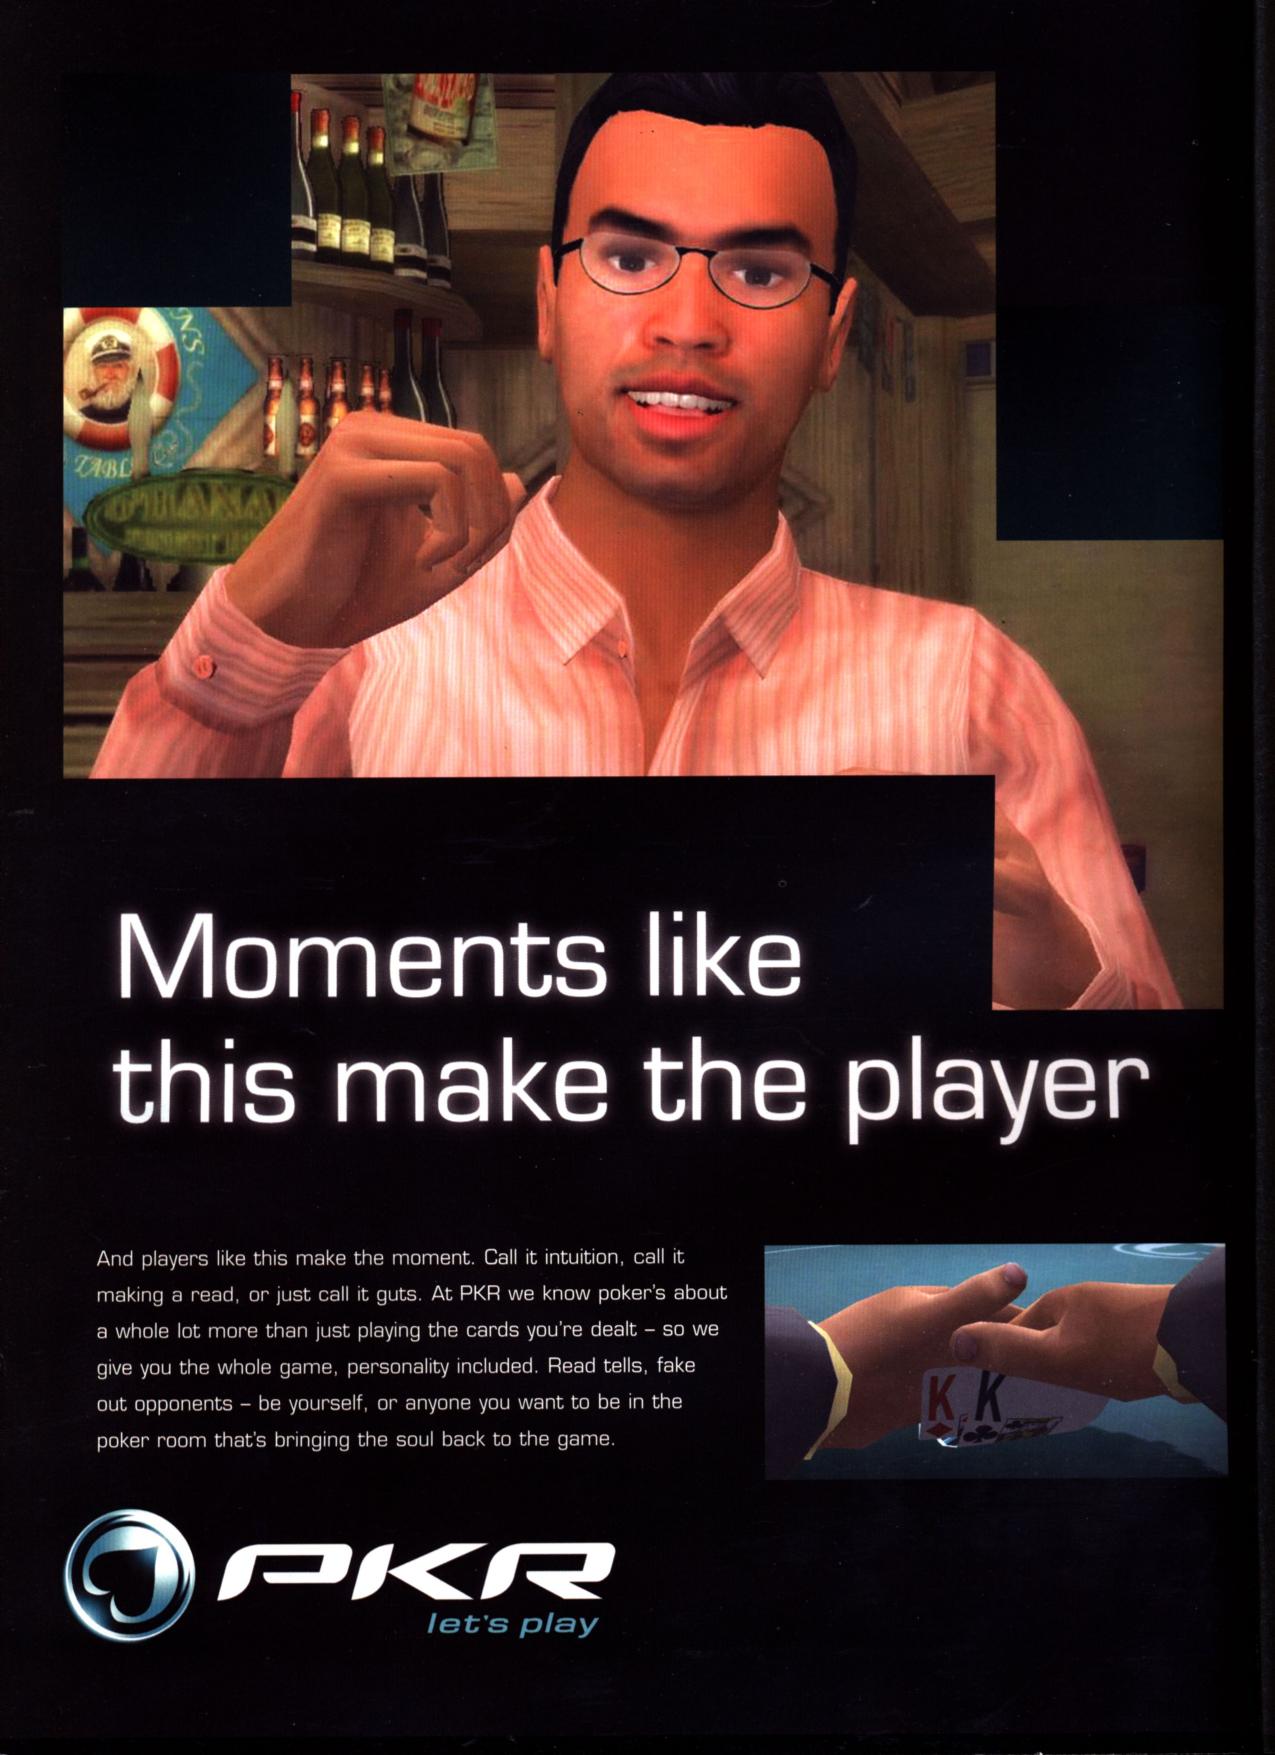 NS
TABL
Moments like
this make the player
And players like this make the moment. Call it intuition, call it
making a read, or just call it guts. At PKR we know poker's about
a whole lot more than just playing the cards you're dealt – so we
give you the whole game, personality included. Read tells, fake
out opponents – be yourself, or anyone you want to be in the
poker room that's bringing the soul back to the game.
K K
PKR
let's play